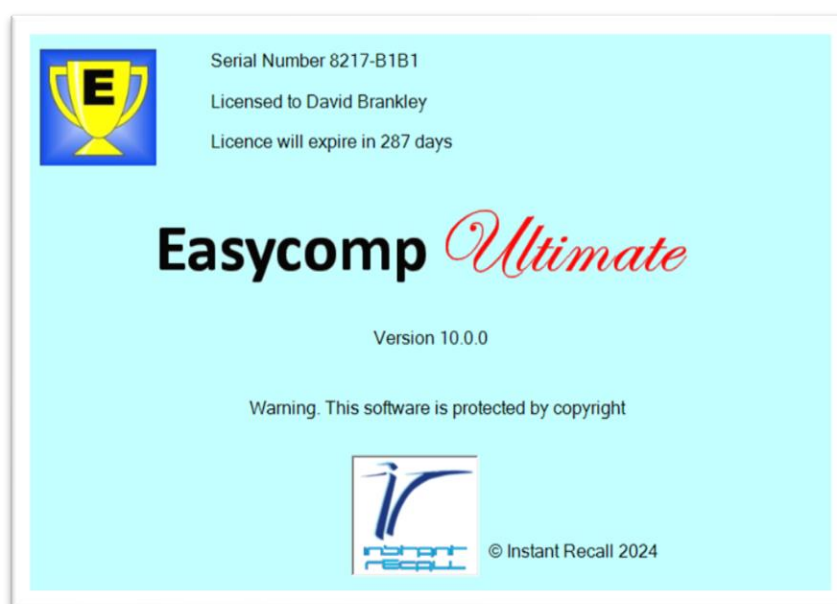 E
Serial Number 8217-B1B1
Licensed to David Brankley
Licence will expire in 287 days
Easycomp Ultimate
Version 10.0.0
Warning. This software is protected by copyright
instant
recall
© Instant Recall 2024